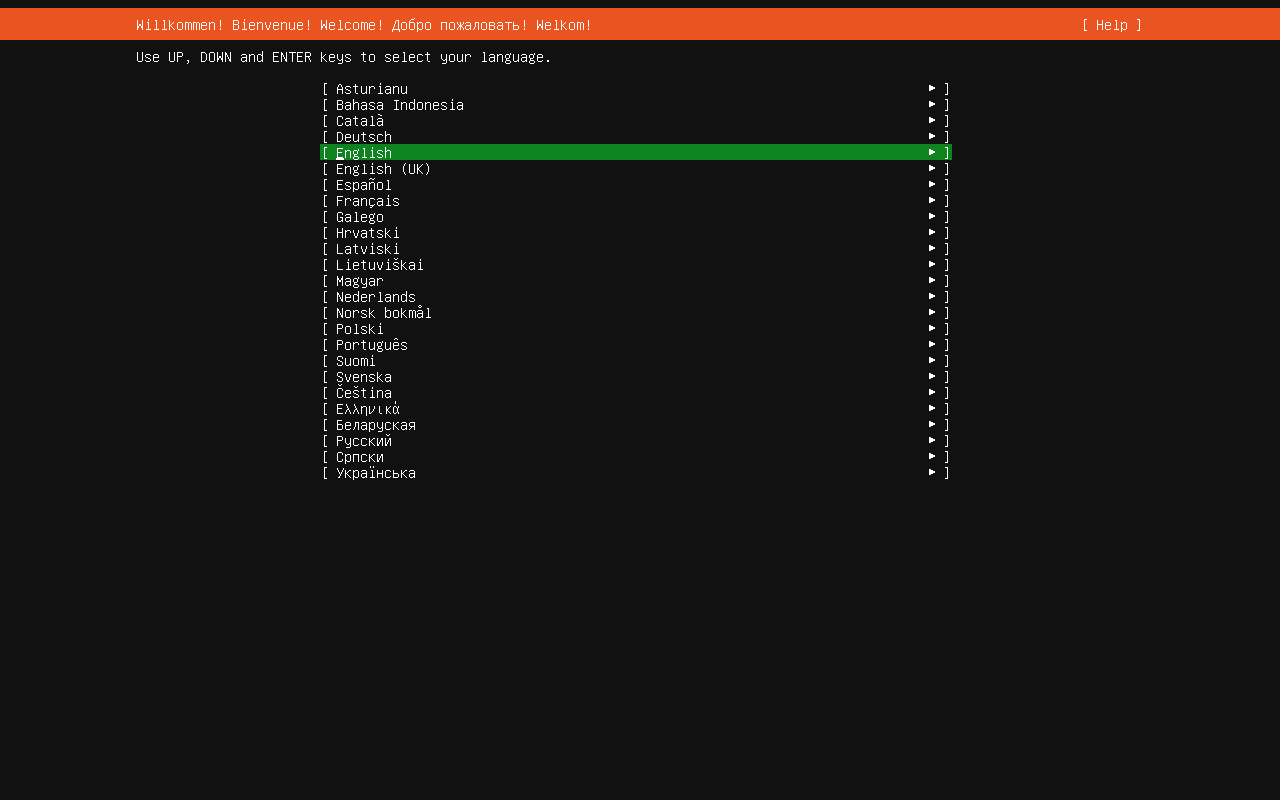 Willkommen! Bienvenue! Welcome! Добро пожаловать! Welkom! [ Help ]
Use UP, DOWN and ENTER keys to select your language.
[ Asturianu ▸ ]
[ Bahasa Indonesia ▸ ]
[ Català ▸ ]
[ Deutsch ▸ ]
[ English ▸ ]
[ English (UK) ▸ ]
[ Español ▸ ]
[ Français ▸ ]
[ Galego ▸ ]
[ Hrvatski ▸ ]
[ Latviski ▸ ]
[ Lietuviškai ▸ ]
[ Magyar ▸ ]
[ Nederlands ▸ ]
[ Norsk bokmål ▸ ]
[ Polski ▸ ]
[ Português ▸ ]
[ Suomi ▸ ]
[ Svenska ▸ ]
[ Čeština ▸ ]
[ Ελληνικά ▸ ]
[ Беларуская ▸ ]
[ Русский ▸ ]
[ Српски ▸ ]
[ Українська ▸ ]